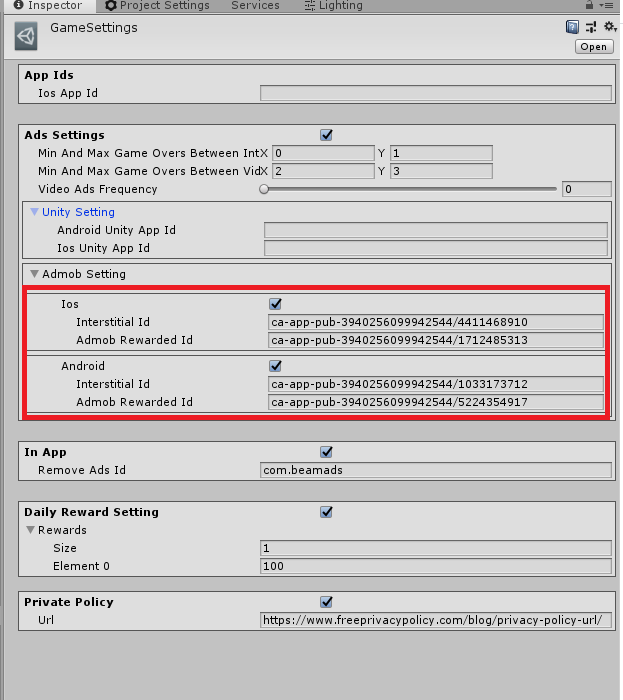 Inspector Project Settings Services Lighting
GameSettings
Open
App Ids
Ios App Id
Ads Settings
Min And Max Game Overs Between Int X 0 Y 1
Min And Max Game Overs Between Vid X 2 Y 3
Video Ads Frequency 0
Unity Setting
Android Unity App Id
Ios Unity App Id
Admob Setting
Ios
Interstitial Id ca-app-pub-3940256099942544/4411468910
Admob Rewarded Id ca-app-pub-3940256099942544/1712485313
Android
Interstitial Id ca-app-pub-3940256099942544/1033173712
Admob Rewarded Id ca-app-pub-3940256099942544/5224354917
In App
Remove Ads Id com.beamads
Daily Reward Setting
Rewards
Size 1
Element 0 100
Private Policy
Url https://www.freeprivacypolicy.com/blog/privacy-policy-url/